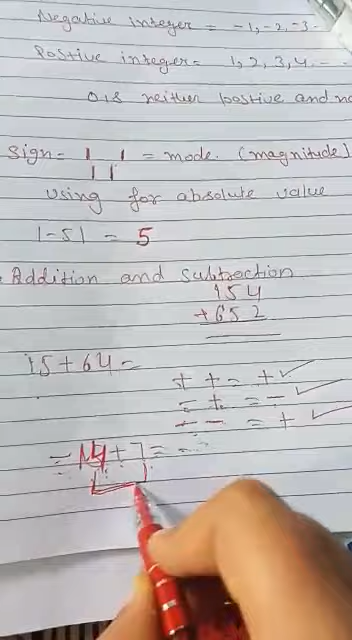 Negative integer = -1, -2, -3-
Positive integer = 1, 2, 3, 4, - -
0 is neither postive and n
Sign = | | = mode. (magnitude)
| |
Using for absolute value
|-5| = 5
Addition and Subtraction
154
+652
15+64=
+ + = +✓
- + = -✓
- - = +✓
+ 7 = -